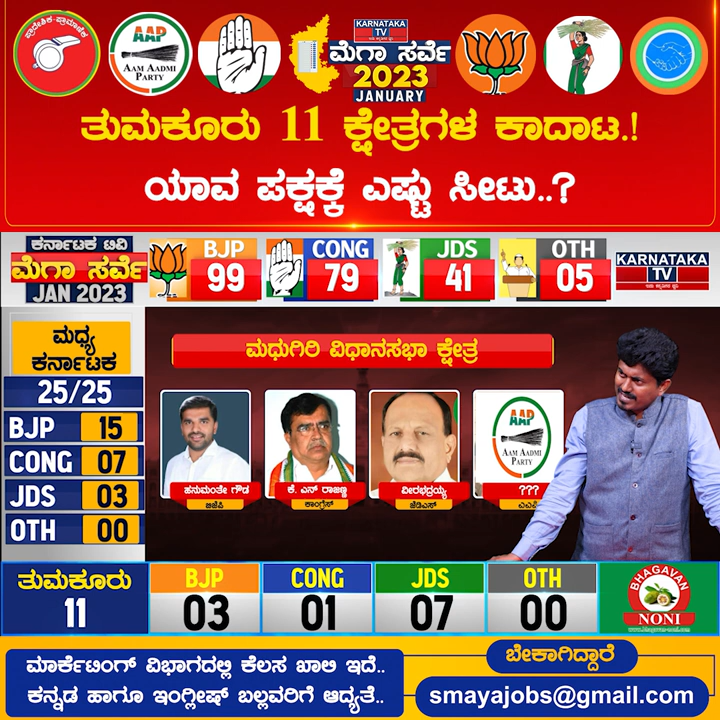 ಪ್ರಾದೇಶಿಕ-ಪ್ರಾಮಾಣಿಕ
AAP
AAM AADMI
PARTY
KARNATAKA
TV
ಮೆಗಾ ಸರ್ವೆ
2023
JANUARY
ತುಮಕೂರು 11 ಕ್ಷೇತ್ರಗಳ ಕಾದಾಟ.!
ಯಾವ ಪಕ್ಷಕ್ಕೆ ಎಷ್ಟು ಸೀಟು..?
ಕರ್ನಾಟಕ ಟಿವಿ
ಮೆಗಾ ಸರ್ವೆ
JAN 2023
BJP
99
CONG
79
JDS
41
OTH
05
KARNATAKA
TV
ಮಧ್ಯ
ಕರ್ನಾಟಕ
25/25
BJP 15
CONG 07
JDS 03
OTH 00
ಮಧುಗಿರಿ ವಿಧಾನಸಭಾ ಕ್ಷೇತ್ರ
ಹನುಮಂತೇ ಗೌಡ
ಬಿಜೆಪಿ
ಕೆ. ಎನ್ ರಾಜಣ್ಣ
ಕಾಂಗ್ರೆಸ್
ವೀರಭದ್ರಯ್ಯ
ಜೆಡಿಎಸ್
AAP
AAM AADMI
PARTY
???
ತುಮಕೂರು
11
BJP
03
CONG
01
JDS
07
OTH
00
BHAGAVAN
NONI
ಮಾರ್ಕೆಟಿಂಗ್ ವಿಭಾಗದಲ್ಲಿ ಕೆಲಸ ಖಾಲಿ ಇದೆ..
ಕನ್ನಡ ಹಾಗೂ ಇಂಗ್ಲೀಷ್ ಬಲ್ಲವರಿಗೆ ಆದ್ಯತೆ..
ಬೇಕಾಗಿದ್ದಾರೆ
smayajobs@gmail.com